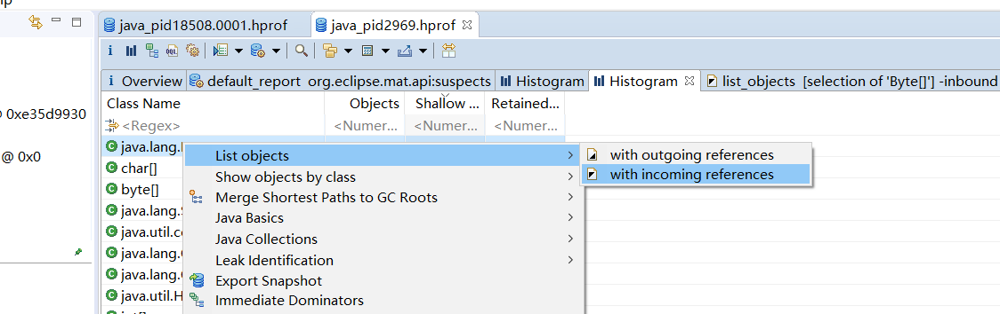 java_pid18508.0001.hprof java_pid2969.hprof
i Overview default_report org.eclipse.mat.api:suspects Histogram Histogram list_objects [selection of 'Byte[]'] -inbound
Class Name Objects Shallow ... Retained...
0xe35d9930
<Regex> <Numer... <Numer... <Numer...
java.lang.
@ 0x0
List objects
with outgoing references
char[]
Show objects by class
with incoming references
byte[]
Merge Shortest Paths to GC Roots
java.lang.
Java Basics
java.util.c
Java Collections
java.lang.
Leak Identification
java.lang.
Export Snapshot
java.util.H
Immediate Dominators